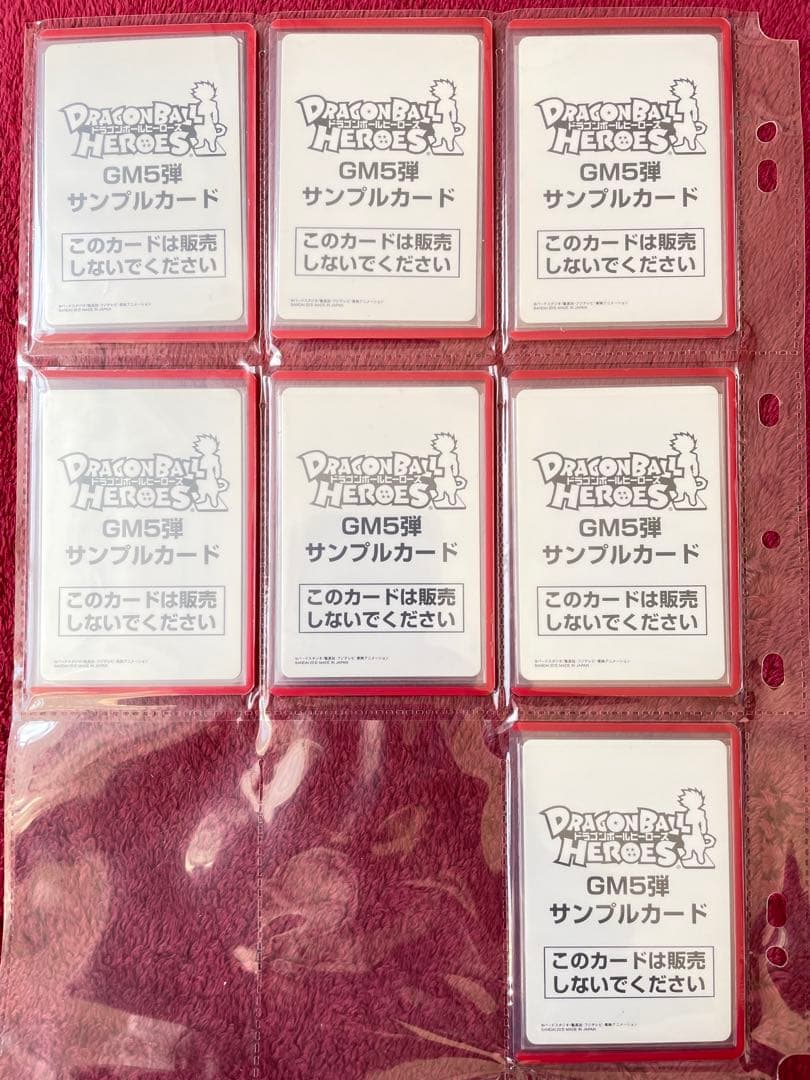 DRAGONBALL
ドラゴンボールヒーローズ
HEROES
GM5弾
サンプルカード
このカードは販売
しないでください
DRAGONBALL
ドラゴンボールヒーローズ
HEROES
GM5弾
サンプルカード
このカードは販売
しないでください
DRAGONBALL
ドラゴンボールヒーローズ
HEROES
GM5弾
サンプルカード
このカードは販売
しないでください
DRAGONBALL
ドラゴンボールヒーローズ
HEROES
GM5弾
サンプルカード
このカードは販売
しないでください
DRAGONBALL
ドラゴンボールヒーローズ
HEROES
GM5弾
サンプルカード
このカードは販売
しないでください
DRAGONBALL
ドラゴンボールヒーローズ
HEROES
GM5弾
サンプルカード
このカードは販売
しないでください
DRAGONBALL
ドラゴンボールヒーローズ
HEROES
GM5弾
サンプルカード
このカードは販売
しないでください